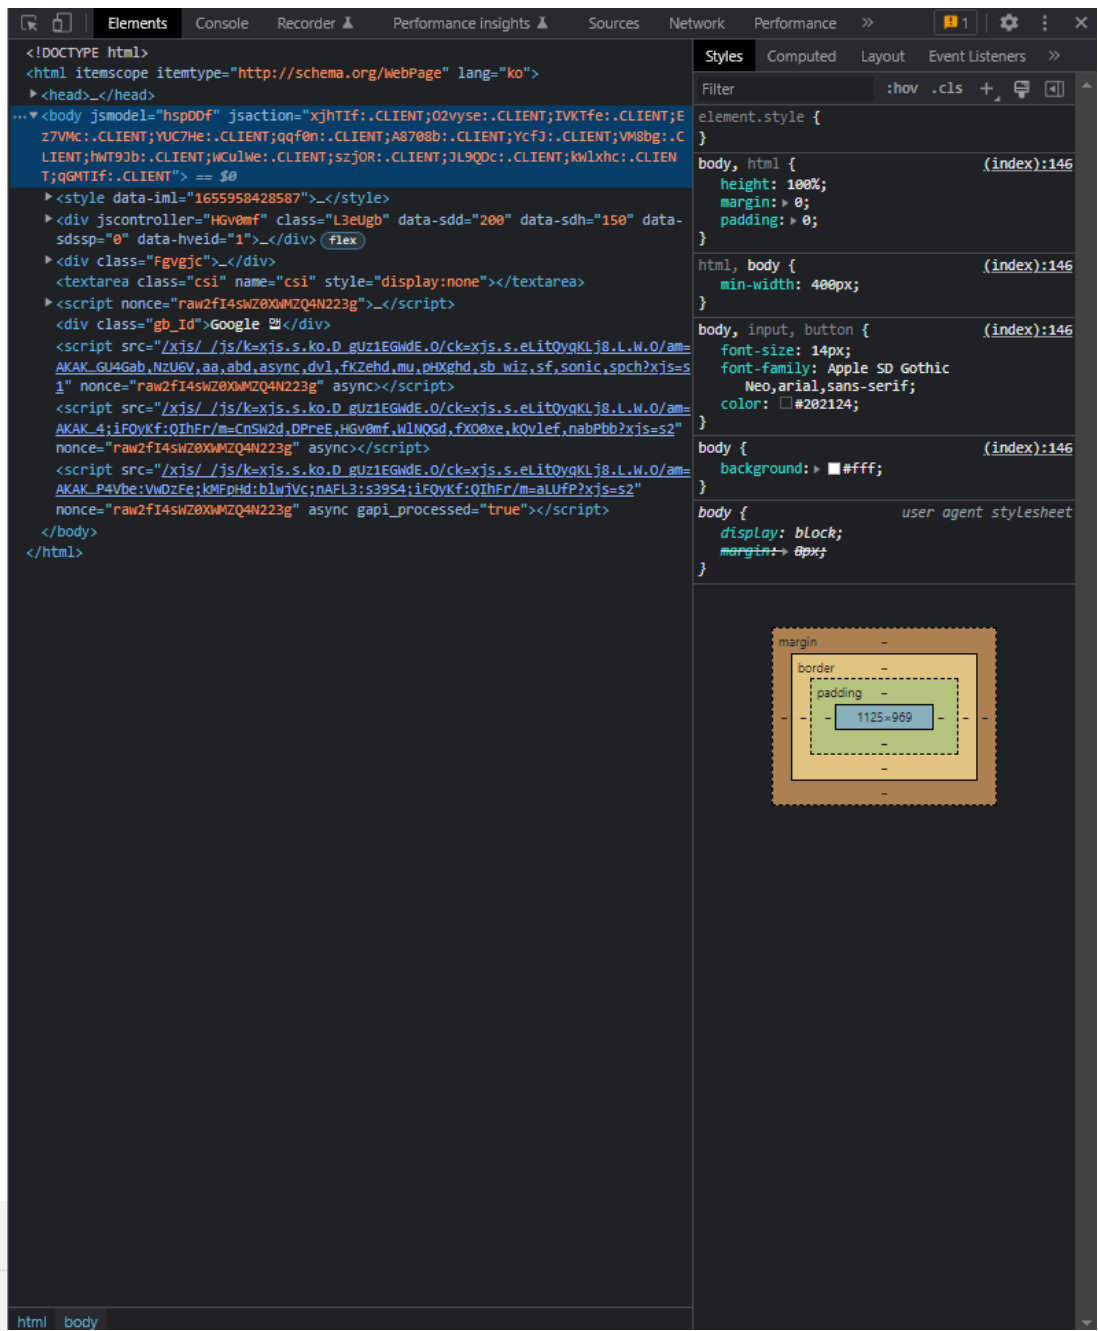 Elements Console Recorder Performance insights Sources Network Performance » 1
<!DOCTYPE html>
<html itemscope itemtype="http://schema.org/WebPage" lang="ko">
<head>…</head>
<body jsmodel="hspDDf" jsaction="xjhTIf:.CLIENT;O2vyse:.CLIENT;IVKTfe:.CLIENT;E
z7VMc:.CLIENT;YUC7He:.CLIENT;qqf0n:.CLIENT;A8708b:.CLIENT;YcfJ:.CLIENT;VM8bg:.C
LIENT;hWT9Jb:.CLIENT;WCulWe:.CLIENT;szjOR:.CLIENT;JL9QDc:.CLIENT;kWlxhc:.CLIEN
T;qGMTIf:.CLIENT"> == $0
<style data-iml="1655958428587">…</style>
<div jscontroller="HGv0mf" class="L3eUgb" data-sdd="200" data-sdh="150" data-
sdssp="0" data-hveid="1">…</div> flex
<div class="Fgvgjc">…</div>
<textarea class="csi" name="csi" style="display:none"></textarea>
<script nonce="raw2fI4sWZ0XWMZQ4N223g">…</script>
<div class="gb_Id">Google 앱</div>
<script src="/xjs/_/js/k=xjs.s.ko.D_gUz1EGWdE.O/ck=xjs.s.eLitQyqKLj8.L.W.O/am=
AKAK_GU4Gab,NzU6V,aa,abd,async,dvl,fKZehd,mu,pHXghd,sb_wiz,sf,sonic,spch?xjs=s
1" nonce="raw2fI4sWZ0XWMZQ4N223g" async></script>
<script src="/xjs/_/js/k=xjs.s.ko.D_gUz1EGWdE.O/ck=xjs.s.eLitQyqKLj8.L.W.O/am=
AKAK_4;iFQyKf:QIhFr/m=CnSW2d,DPreE,HGv0mf,WlNQGd,fXO0xe,kQvlef,nabPbb?xjs=s2"
nonce="raw2fI4sWZ0XWMZQ4N223g" async></script>
<script src="/xjs/_/js/k=xjs.s.ko.D_gUz1EGWdE.O/ck=xjs.s.eLitQyqKLj8.L.W.O/am=
AKAK_P4Vbe:VwDzFe;kMFpHd:blwjVc;nAFL3:s39S4;iFQyKf:QIhFr/m=aLUfP?xjs=s2"
nonce="raw2fI4sWZ0XWMZQ4N223g" async gapi_processed="true"></script>
</body>
</html>
html body
Styles Computed Layout Event Listeners »
Filter :hov .cls +
element.style {
}
body, html { (index):146
height: 100%;
margin: 0;
padding: 0;
}
html, body { (index):146
min-width: 400px;
}
body, input, button { (index):146
font-size: 14px;
font-family: Apple SD Gothic
Neo,arial,sans-serif;
color: #202124;
}
body { (index):146
background: #fff;
}
body { user agent stylesheet
display: block;
margin: 8px;
}
margin –
border –
padding –
– – – 1125×969 – – –
–
–
–